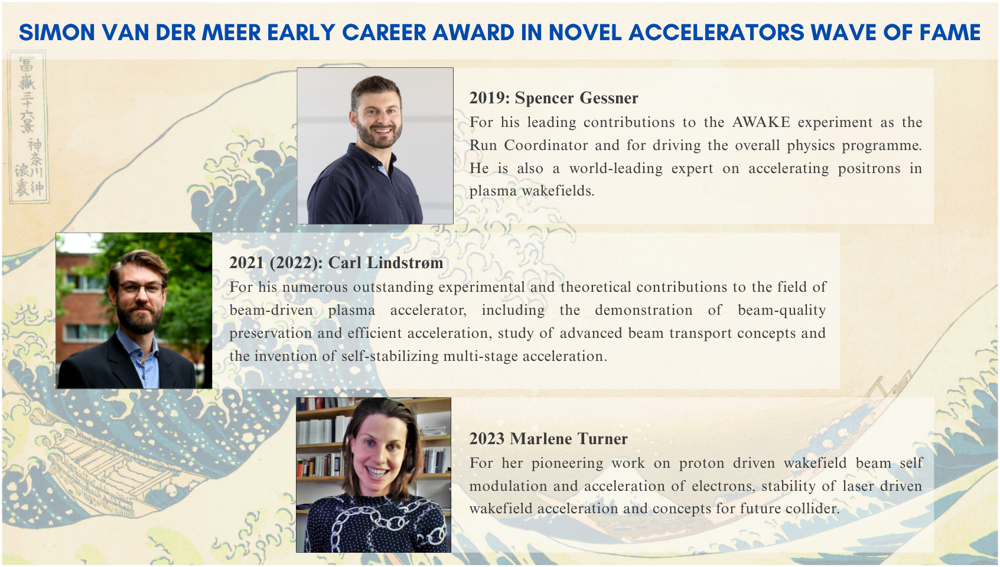 SIMON VAN DER MEER EARLY CAREER AWARD IN NOVEL ACCELERATORS WAVE OF FAME
冨嶽三十六景
神奈川沖
浪裏
2019: Spencer Gessner
For his leading contributions to the AWAKE experiment as the
Run Coordinator and for driving the overall physics programme.
He is also a world-leading expert on accelerating positrons in
plasma wakefields.
2021 (2022): Carl Lindstrøm
For his numerous outstanding experimental and theoretical contributions to the field of
beam-driven plasma accelerator, including the demonstration of beam-quality
preservation and efficient acceleration, study of advanced beam transport concepts and
the invention of self-stabilizing multi-stage acceleration.
2023 Marlene Turner
For her pioneering work on proton driven wakefield beam self
modulation and acceleration of electrons, stability of laser driven
wakefield acceleration and concepts for future collider.